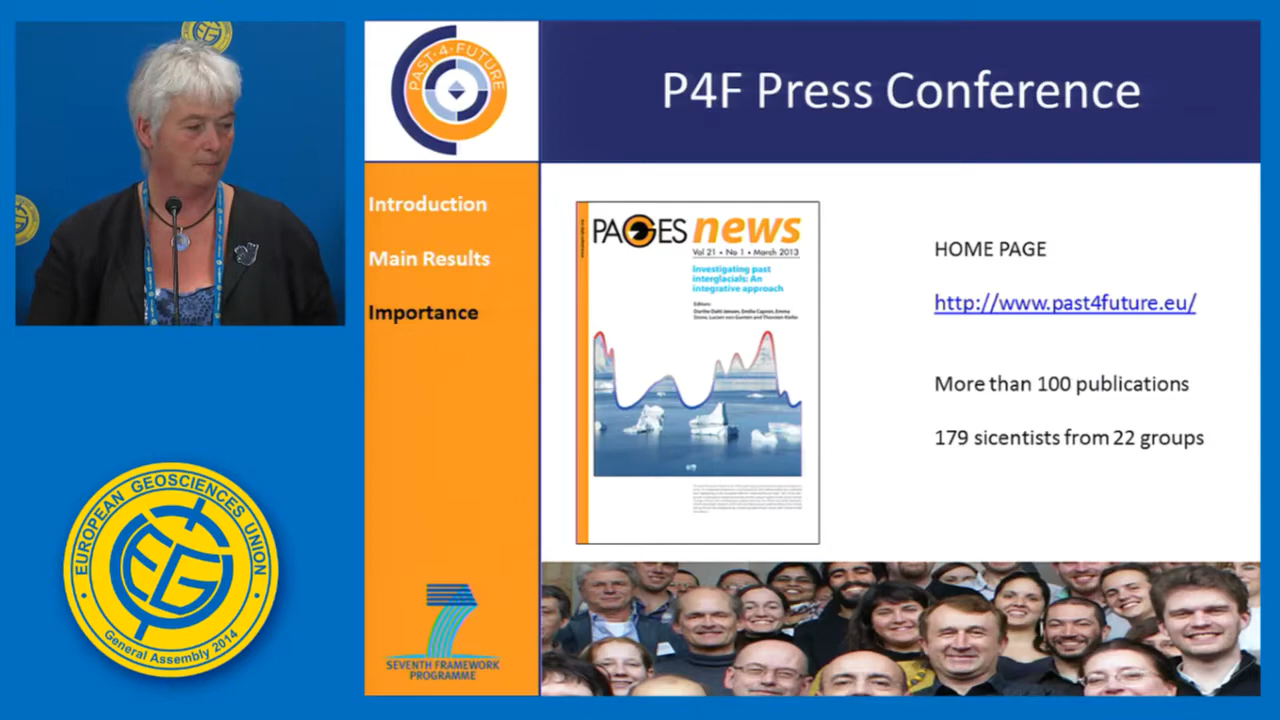 PAST-4-FUTURE
P4F Press Conference
Introduction
Main Results
Importance
PAGES news
Vol 21 • No 1 • March 2013
Investigating past
interglacials: An
integrative approach
Editors:
HOME PAGE
http://www.past4future.eu/
More than 100 publications
179 sicentists from 22 groups
SEVENTH FRAMEWORK
PROGRAMME
EUROPEAN GEOSCIENCES UNION
EGU
General Assembly 2014